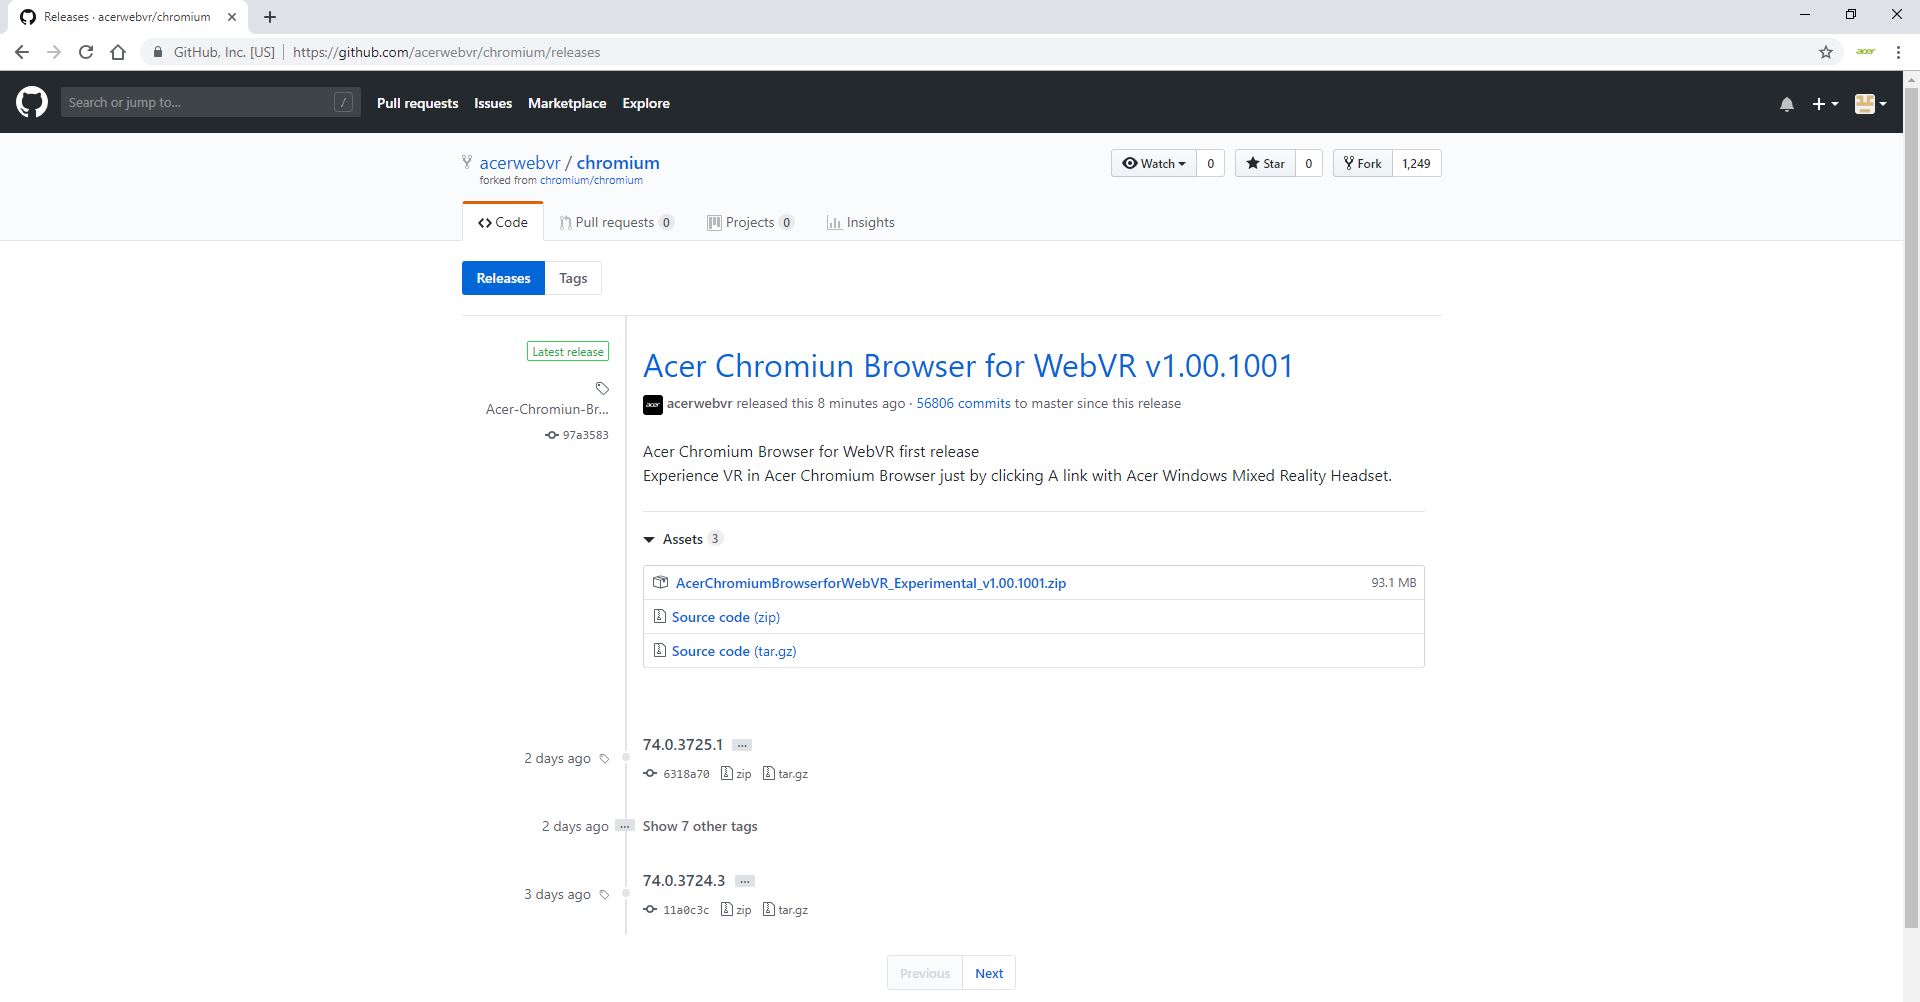 Releases · acerwebvr/chromium
GitHub, Inc. [US] https://github.com/acerwebvr/chromium/releases
acer
Search or jump to... /
Pull requests Issues Marketplace Explore
acerwebvr / chromium
forked from chromium/chromium
Watch 0 Star 0 Fork 1,249
Code Pull requests 0 Projects 0 Insights
Releases Tags
Latest release
Acer-Chromiun-Br...
97a3583
Acer Chromiun Browser for WebVR v1.00.1001
acer acerwebvr released this 8 minutes ago · 56806 commits to master since this release
Acer Chromium Browser for WebVR first release
Experience VR in Acer Chromium Browser just by clicking A link with Acer Windows Mixed Reality Headset.
Assets 3
AcerChromiumBrowserforWebVR_Experimental_v1.00.1001.zip 93.1 MB
Source code (zip)
Source code (tar.gz)
74.0.3725.1 ...
2 days ago
6318a70 zip tar.gz
2 days ago ... Show 7 other tags
74.0.3724.3 ...
3 days ago
11a0c3c zip tar.gz
Previous Next